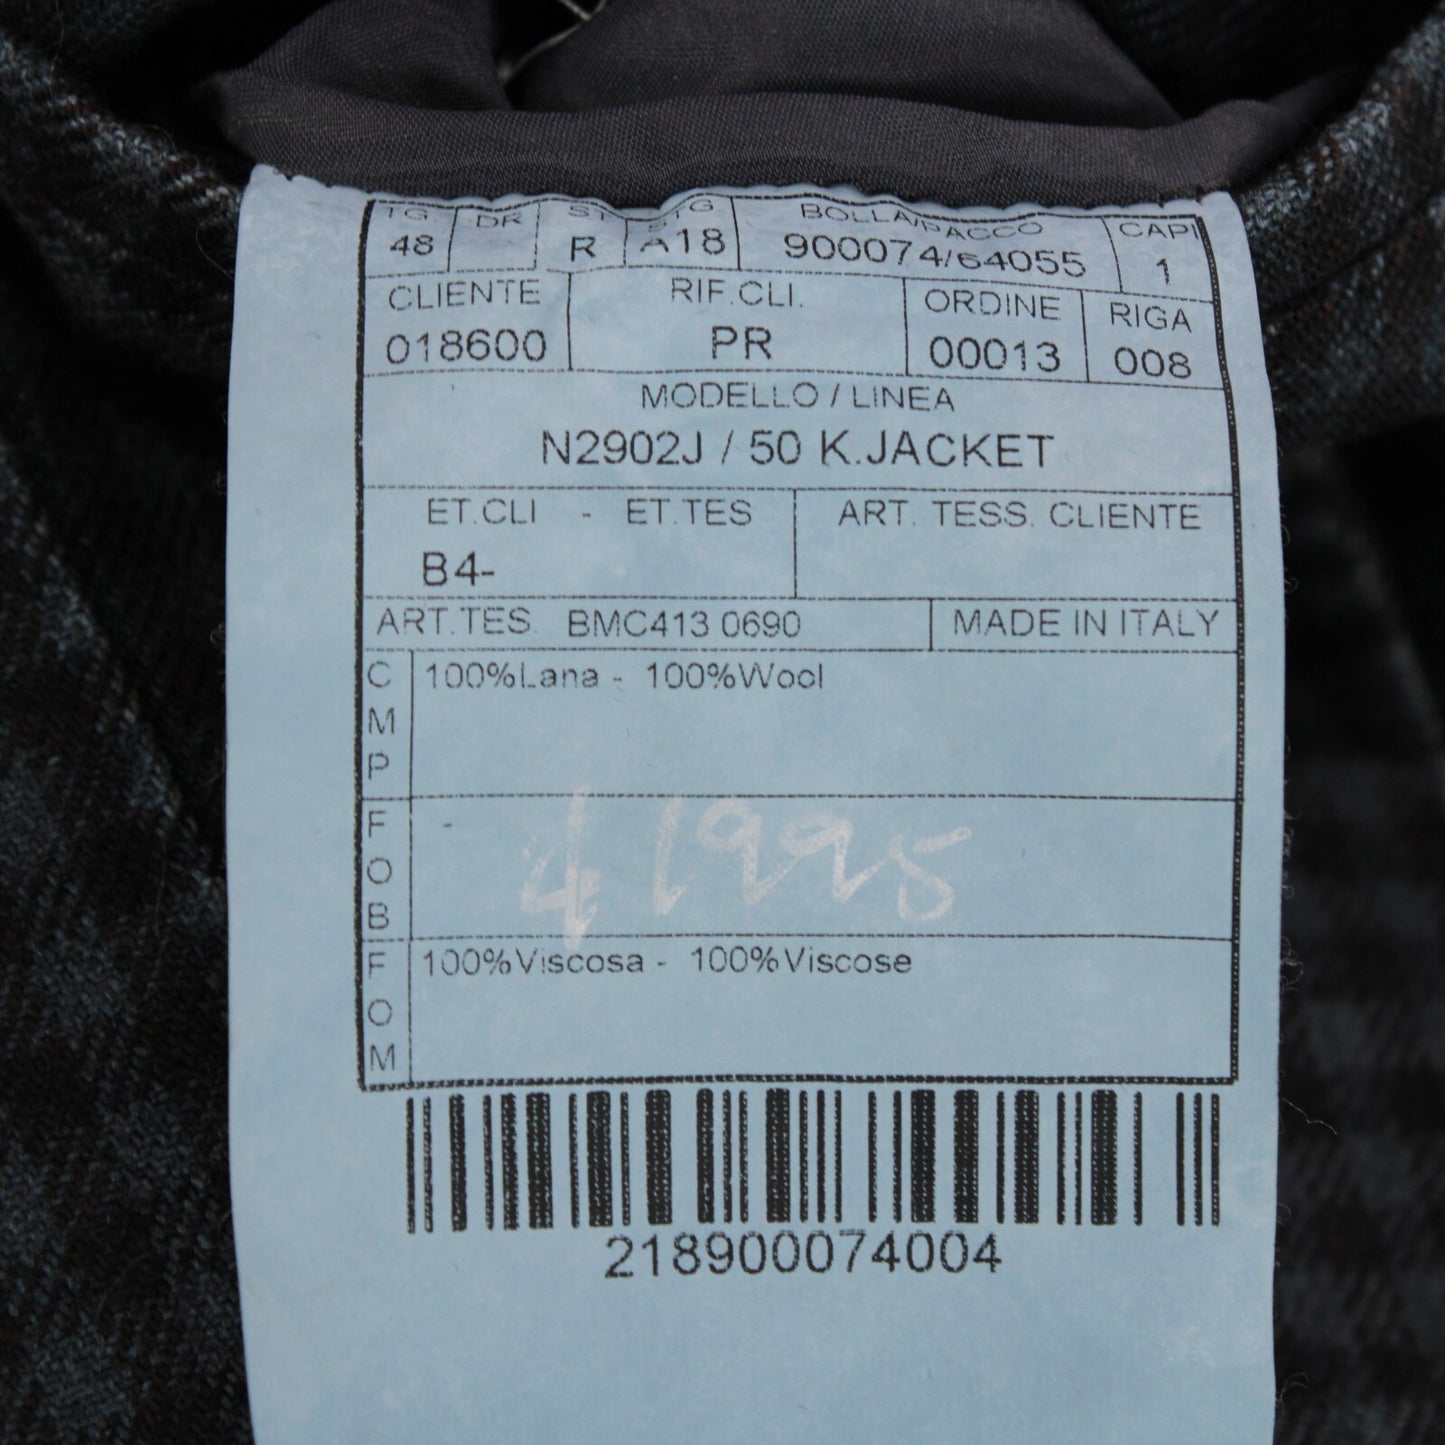 TG. DR ST STG BOLLA/PACCO CAPI
48 R A18 900074/64055 1
CLIENTE RIF.CLI. ORDINE RIGA
018600 PR 00013 008
MODELLO / LINEA
N2902J / 50 K.JACKET
ET.CLI - ET.TES ART. TESS. CLIENTE
B4-
ART.TES. BMC413 0690 MADE IN ITALY
CMP 100%Lana - 100%Wool
FOB -
41995
FOM 100%Viscosa - 100%Viscose
218900074004